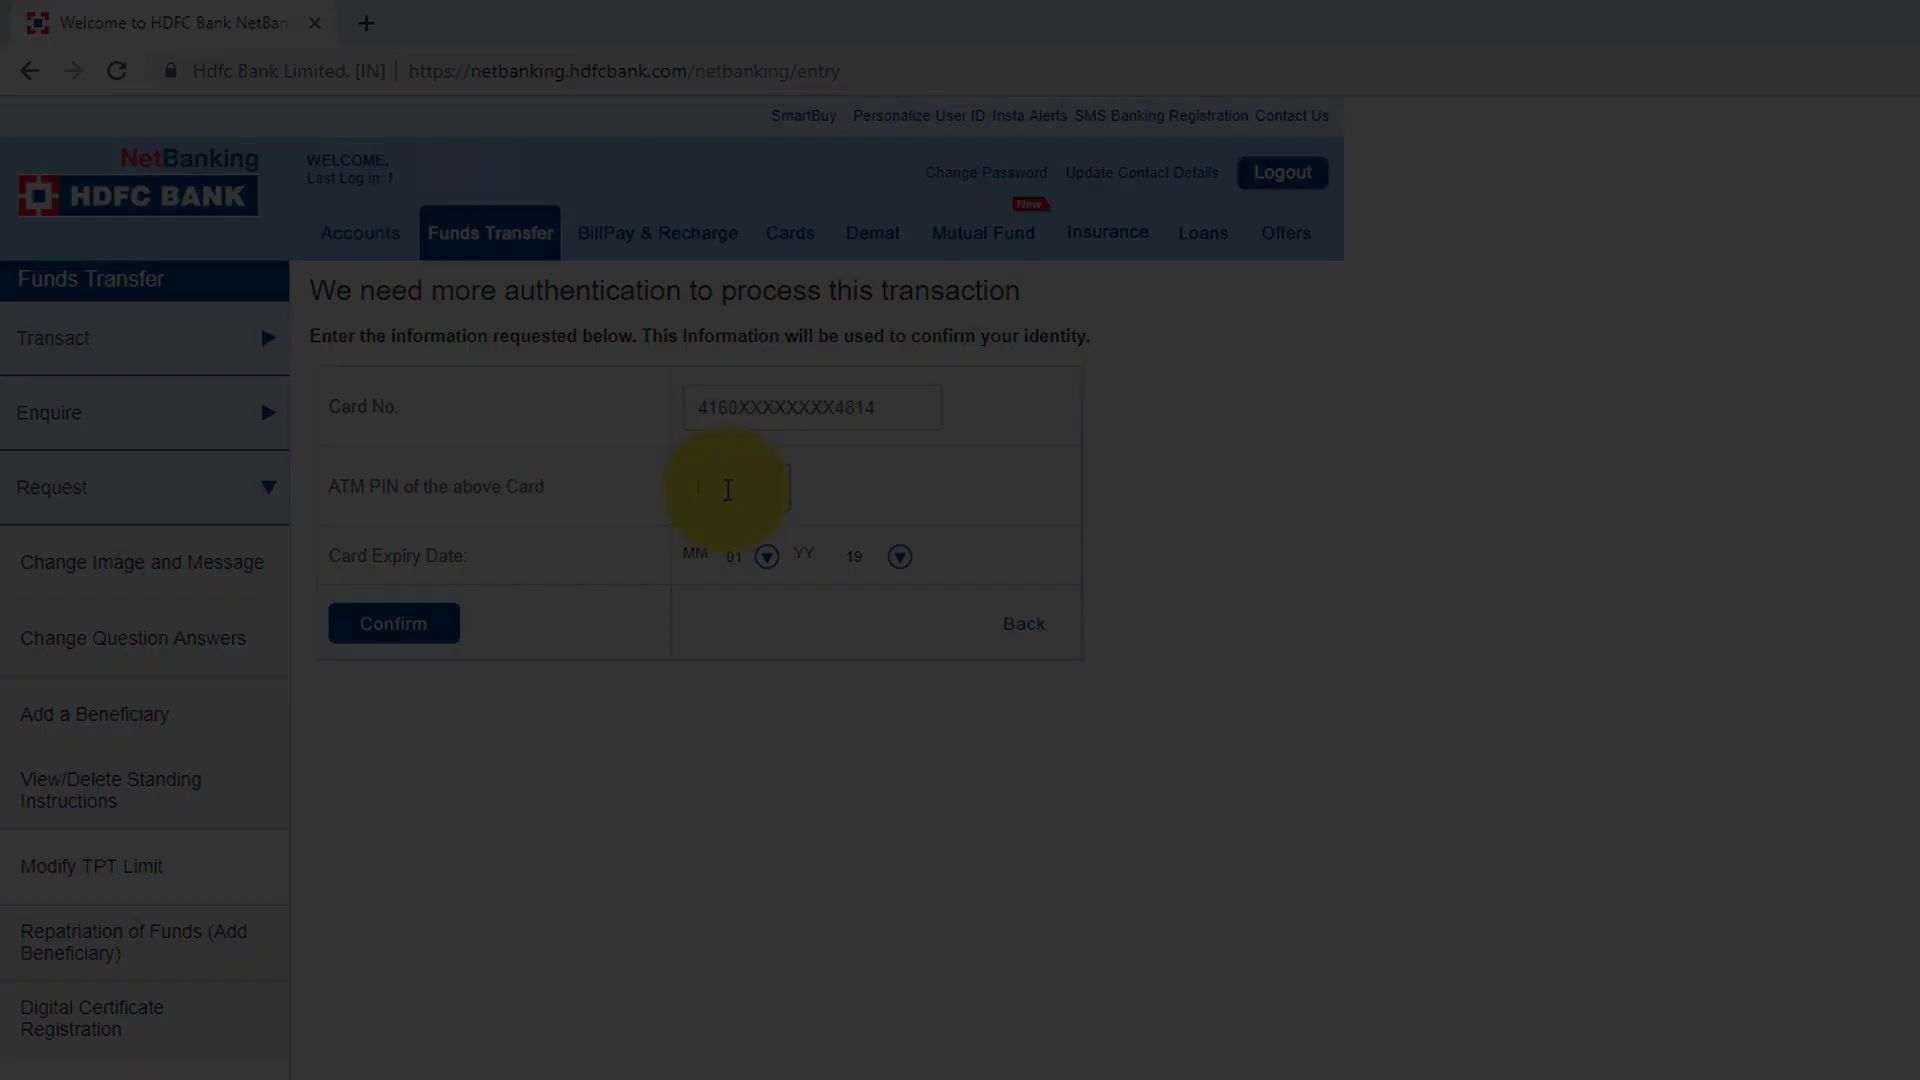 Welcome to HDFC Bank NetBan
Hdfc Bank Limited. [IN] https://netbanking.hdfcbank.com/netbanking/entry
SmartBuy Personalize User ID Insta Alerts SMS Banking Registration Contact Us
NetBanking
HDFC BANK
WELCOME,
Last Log in:
Change Password Update Contact Details Logout
New
Accounts Funds Transfer BillPay & Recharge Cards Demat Mutual Fund Insurance Loans Offers
Funds Transfer
Transact
Enquire
Request
Change Image and Message
Change Question Answers
Add a Beneficiary
View/Delete Standing
Instructions
Modify TPT Limit
Repatriation of Funds (Add
Beneficiary)
Digital Certificate
Registration
We need more authentication to process this transaction
Enter the information requested below. This Information will be used to confirm your identity.
Card No. 4160XXXXXXXX4814
ATM PIN of the above Card
Card Expiry Date: MM 01 YY 19
Confirm Back